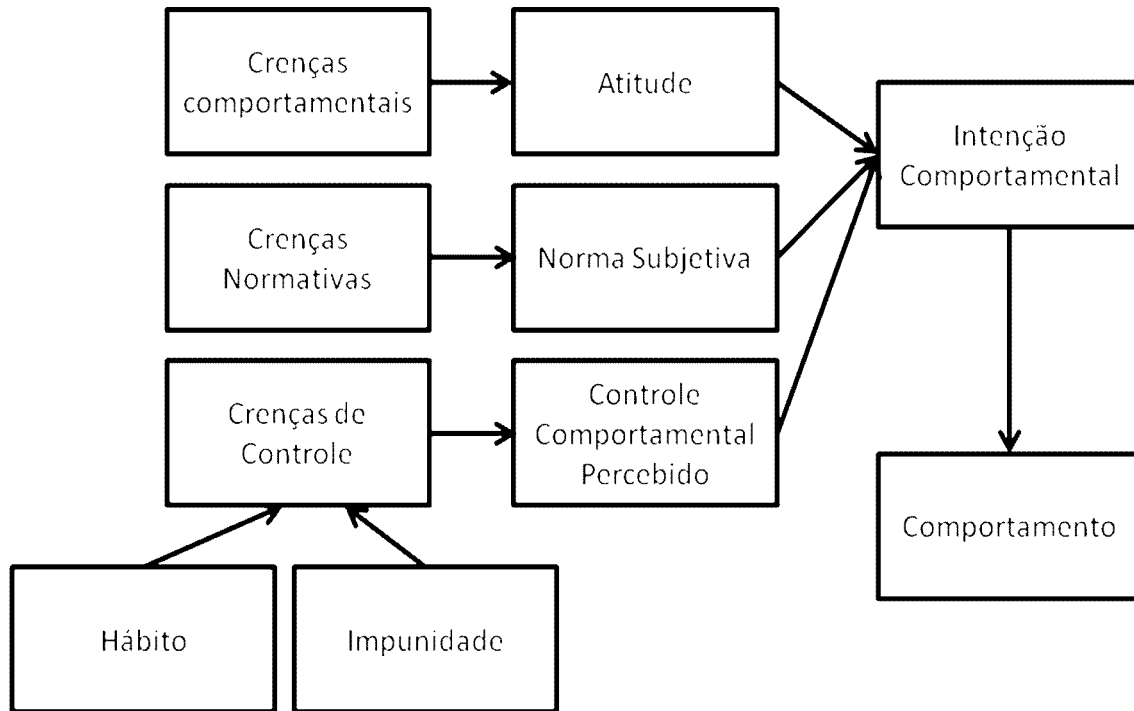 Crenças
comportamentais
Atitude
Intenção
Comportamental
Crenças
Normativas
Norma Subjetiva
Crenças de
Controle
Controle
Comportamental
Percebido
Comportamento
Hábito
Impunidade